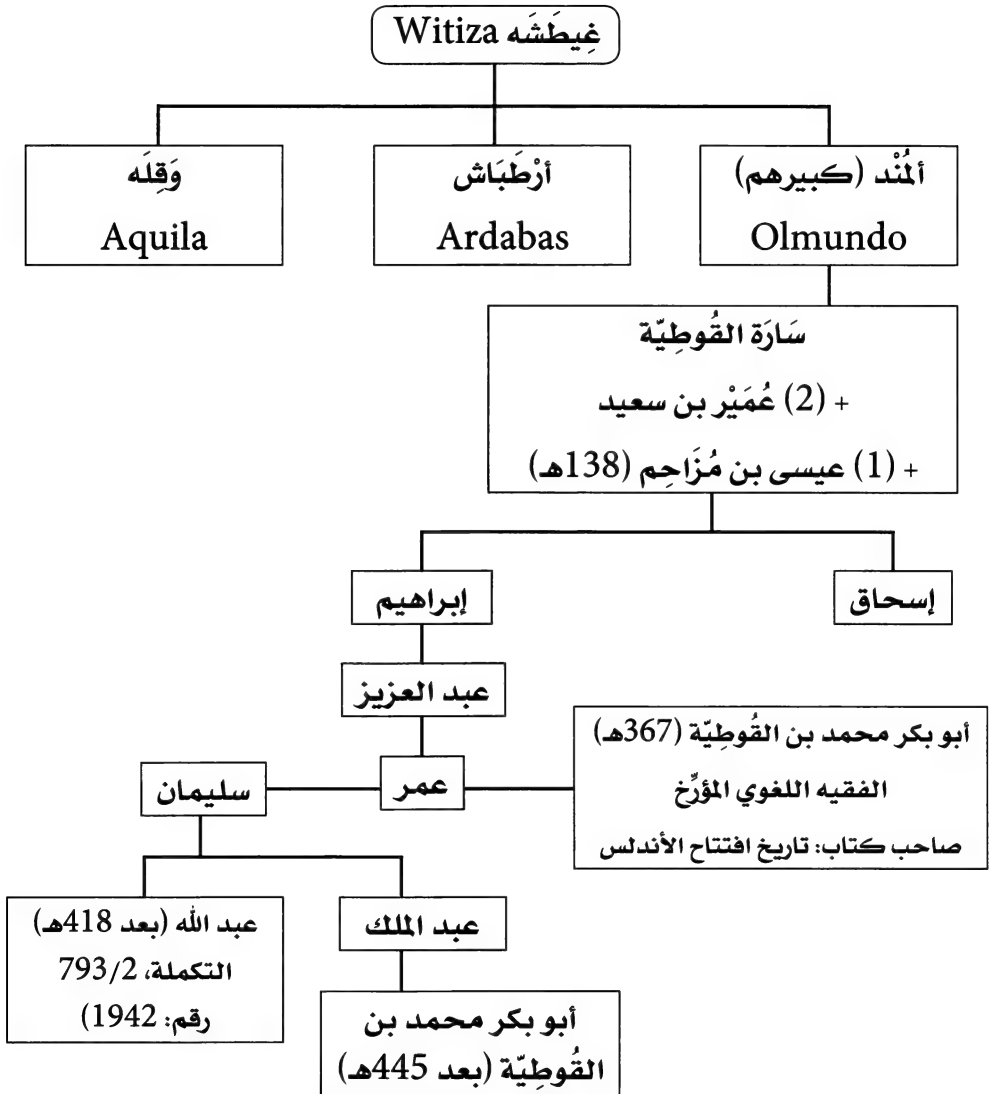 غِيطَشَه Witiza
ألمُنْد (كبيرهم)
Olmundo
أرْطَبَاش
Ardabas
وَقِلَه
Aquila
سَارَة القُوطِيّة
+ (2) عُمَيْر بن سعيد
+ (1) عيسى بن مُزَاحِم (138هـ)
إسحاق
إبراهيم
عبد العزيز
عمر
أبو بكر محمد بن القُوطِيّة (367هـ)
الفقيه اللغوي المؤرِّخ
صاحب كتاب: تاريخ افتتاح الأندلس
سليمان
عبد الملك
أبو بكر محمد بن
القُوطِيّة (بعد 445هـ)
عبد الله (بعد 418هـ)
التكملة، 793/2
رقم: 1942)